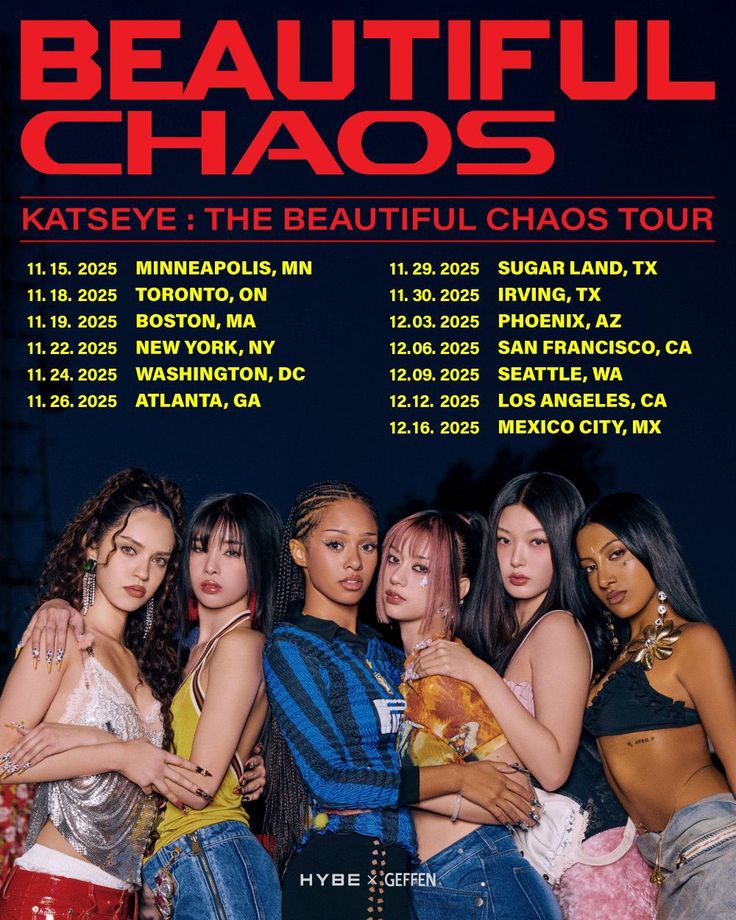 BEAUTIFUL
CHAOS
KATSEYE : THE BEAUTIFUL CHAOS TOUR
11. 15. 2025 MINNEAPOLIS, MN
11. 18. 2025 TORONTO, ON
11. 19. 2025 BOSTON, MA
11. 22. 2025 NEW YORK, NY
11. 24. 2025 WASHINGTON, DC
11. 26. 2025 ATLANTA, GA
11. 29. 2025 SUGAR LAND, TX
11. 30. 2025 IRVING, TX
12.03. 2025 PHOENIX, AZ
12.06. 2025 SAN FRANCISCO, CA
12.09. 2025 SEATTLE, WA
12.12. 2025 LOS ANGELES, CA
12.16. 2025 MEXICO CITY, MX
HYBE × GEFFEN